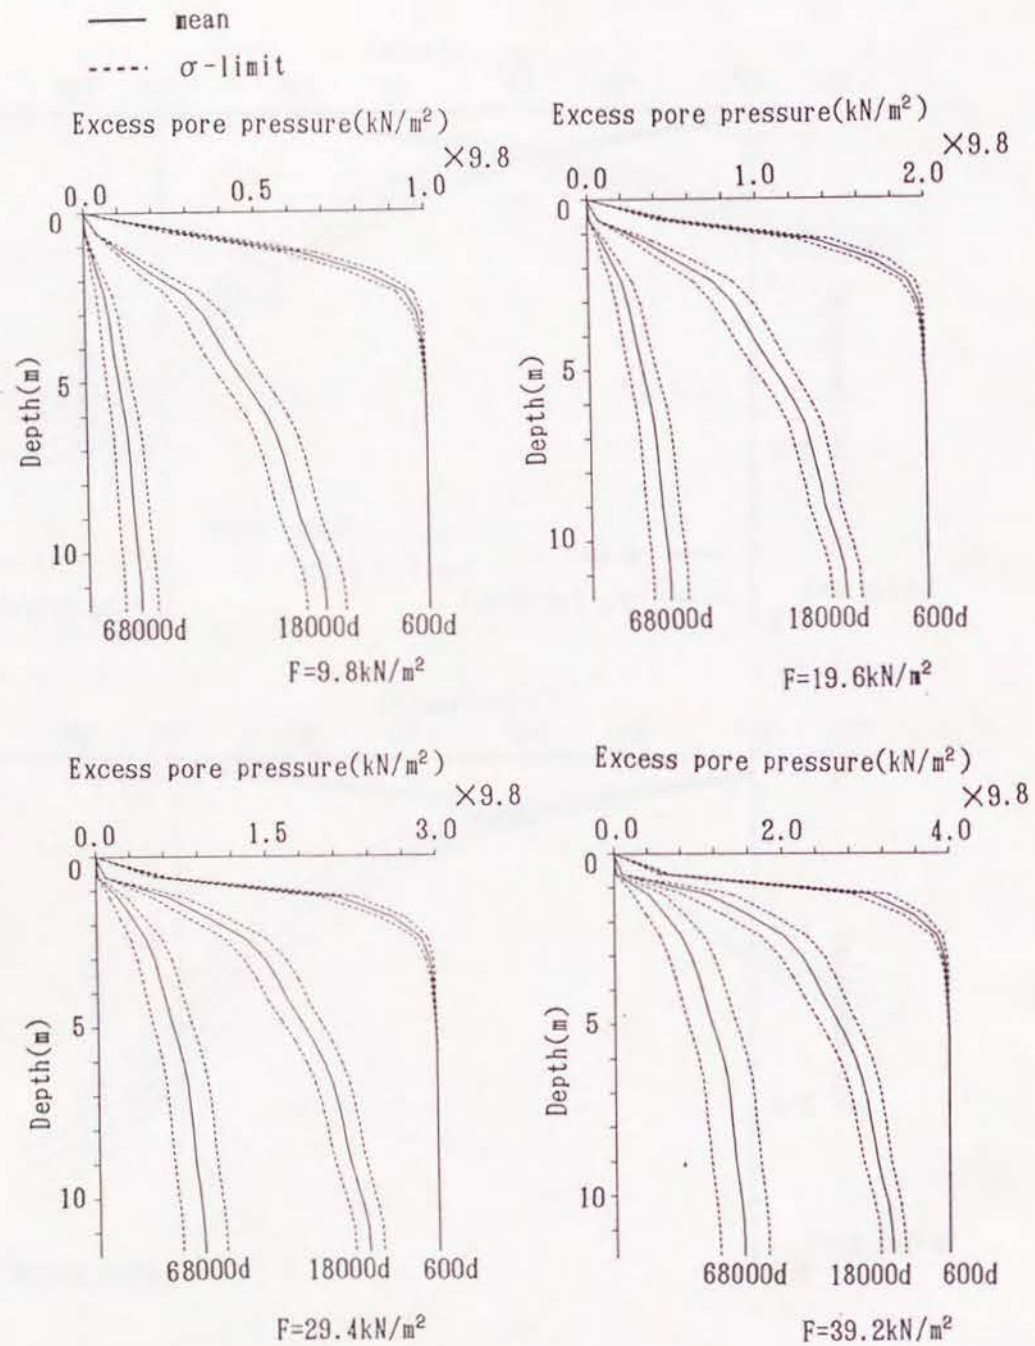 mean
σ-limit
Excess pore pressure(kN/m²)
×9.8
0.0 0.5 1.0
0
5
10
Depth(m)
68000d 18000d 600d
F=9.8kN/m²
Excess pore pressure(kN/m²)
×9.8
0.0 1.0 2.0
0
5
10
Depth(m)
68000d 18000d 600d
F=19.6kN/m²
Excess pore pressure(kN/m²)
×9.8
0.0 1.5 3.0
0
5
10
Depth(m)
68000d 18000d 600d
F=29.4kN/m²
Excess pore pressure(kN/m²)
×9.8
0.0 2.0 4.0
0
5
10
Depth(m)
68000d 18000d 600d
F=39.2kN/m²